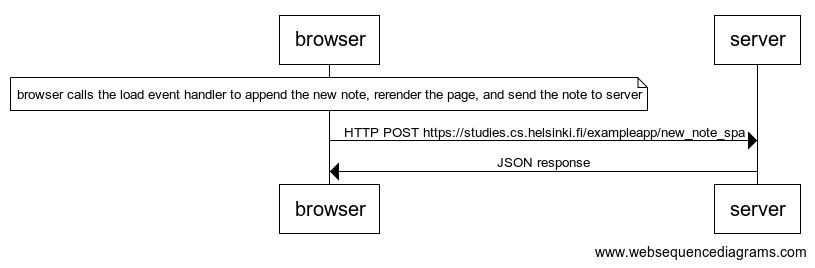 browser
server
browser calls the load event handler to append the new note, rerender the page, and send the note to server
HTTP POST https://studies.cs.helsinki.fi/exampleapp/new_note_spa
JSON response
browser
server
www.websequencediagrams.com